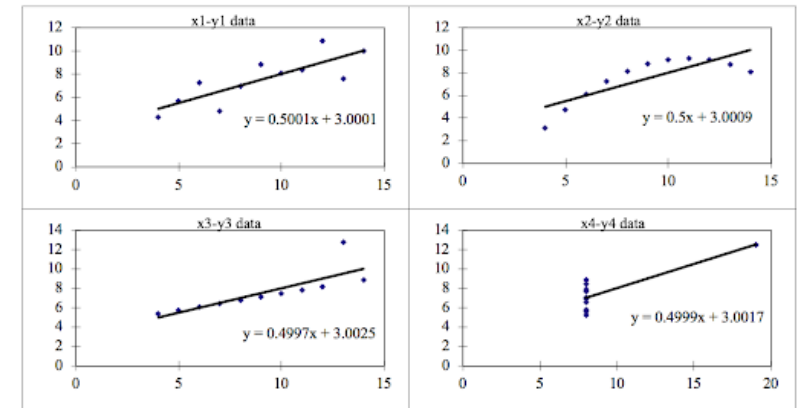 x1-y1 data
12
10
8
6
4
2
0
y = 0.5001x + 3.0001
0 5 10 15
x2-y2 data
12
10
8
6
4
2
0
y = 0.5x + 3.0009
0 5 10 15
x3-y3 data
14
12
10
8
6
4
2
0
y = 0.4997x + 3.0025
0 5 10 15
x4-y4 data
14
12
10
8
6
4
2
0
y = 0.4999x + 3.0017
0 5 10 15 20